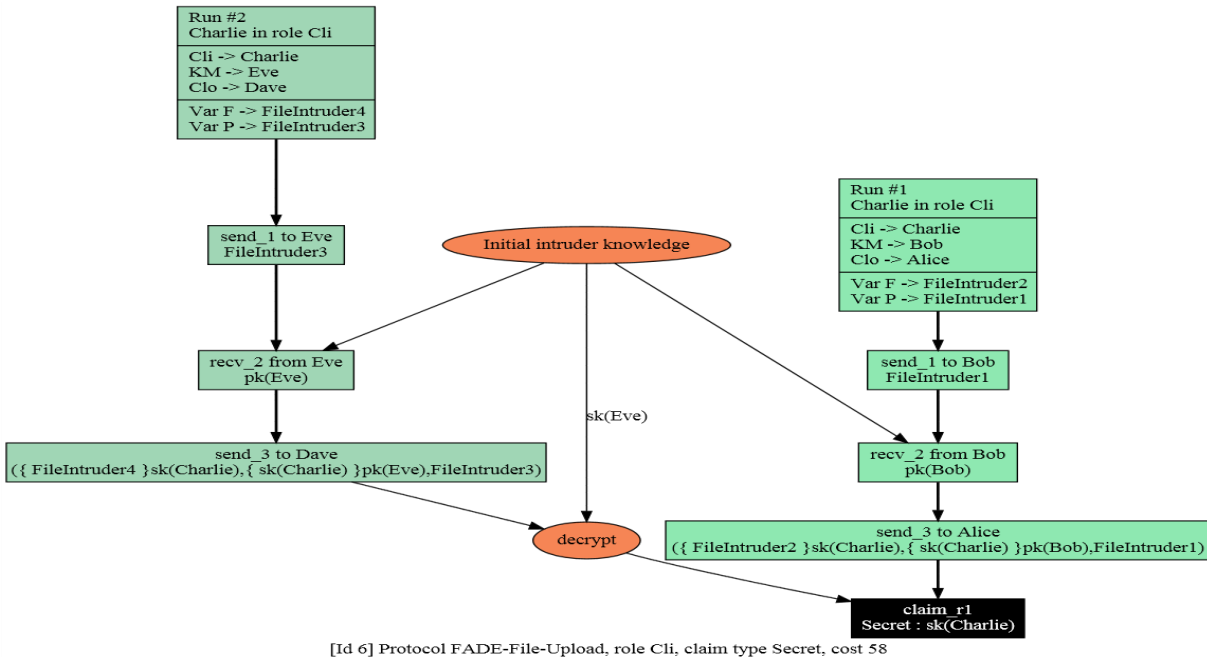 Run #2
Charlie in role Cli
Cli -> Charlie
KM -> Eve
Clo -> Dave
Var F -> FileIntruder4
Var P -> FileIntruder3
send_1 to Eve
FileIntruder3
recv_2 from Eve
pk(Eve)
send_3 to Dave
({ FileIntruder4 }sk(Charlie),{ sk(Charlie) }pk(Eve),FileIntruder3)
Initial intruder knowledge
sk(Eve)
decrypt
Run #1
Charlie in role Cli
Cli -> Charlie
KM -> Bob
Clo -> Alice
Var F -> FileIntruder2
Var P -> FileIntruder1
send_1 to Bob
FileIntruder1
recv_2 from Bob
pk(Bob)
send_3 to Alice
({ FileIntruder2 }sk(Charlie),{ sk(Charlie) }pk(Bob),FileIntruder1)
claim_r1
Secret : sk(Charlie)
[Id 6] Protocol FADE-File-Upload, role Cli, claim type Secret, cost 58